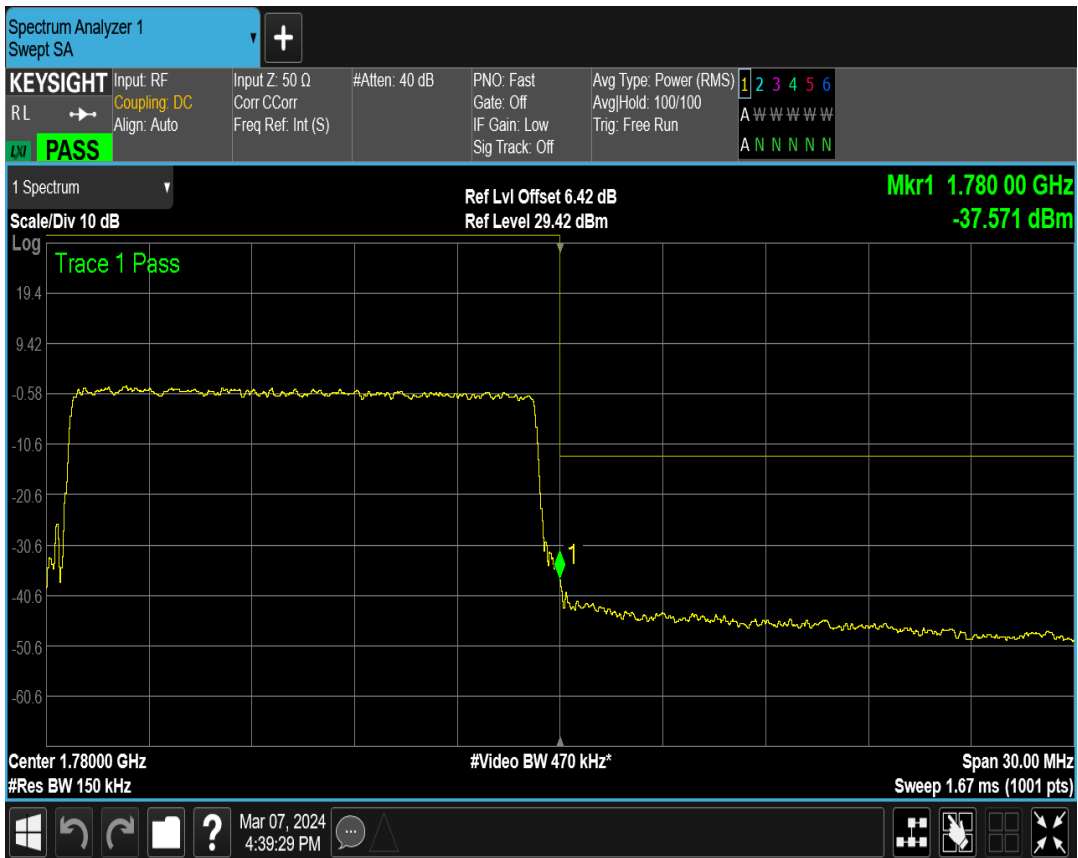 Spectrum Analyzer 1
Swept SA
+
KEYSIGHT
RL
LXI PASS
Input: RF
Coupling: DC
Align: Auto
Input Z: 50 Ω
Corr CCorr
Freq Ref: Int (S)
#Atten: 40 dB
PNO: Fast
Gate: Off
IF Gain: Low
Sig Track: Off
Avg Type: Power (RMS)
Avg|Hold: 100/100
Trig: Free Run
1 2 3 4 5 6
A W W W W W
A N N N N N
1 Spectrum
Scale/Div 10 dB
Ref Lvl Offset 6.42 dB
Ref Level 29.42 dBm
Mkr1 1.780 00 GHz
-37.571 dBm
Log
Trace 1 Pass
19.4
9.42
-0.58
-10.6
-20.6
-30.6
1
-40.6
-50.6
-60.6
Center 1.78000 GHz
#Res BW 150 kHz
#Video BW 470 kHz*
Span 30.00 MHz
Sweep 1.67 ms (1001 pts)
?
Mar 07, 2024
4:39:29 PM